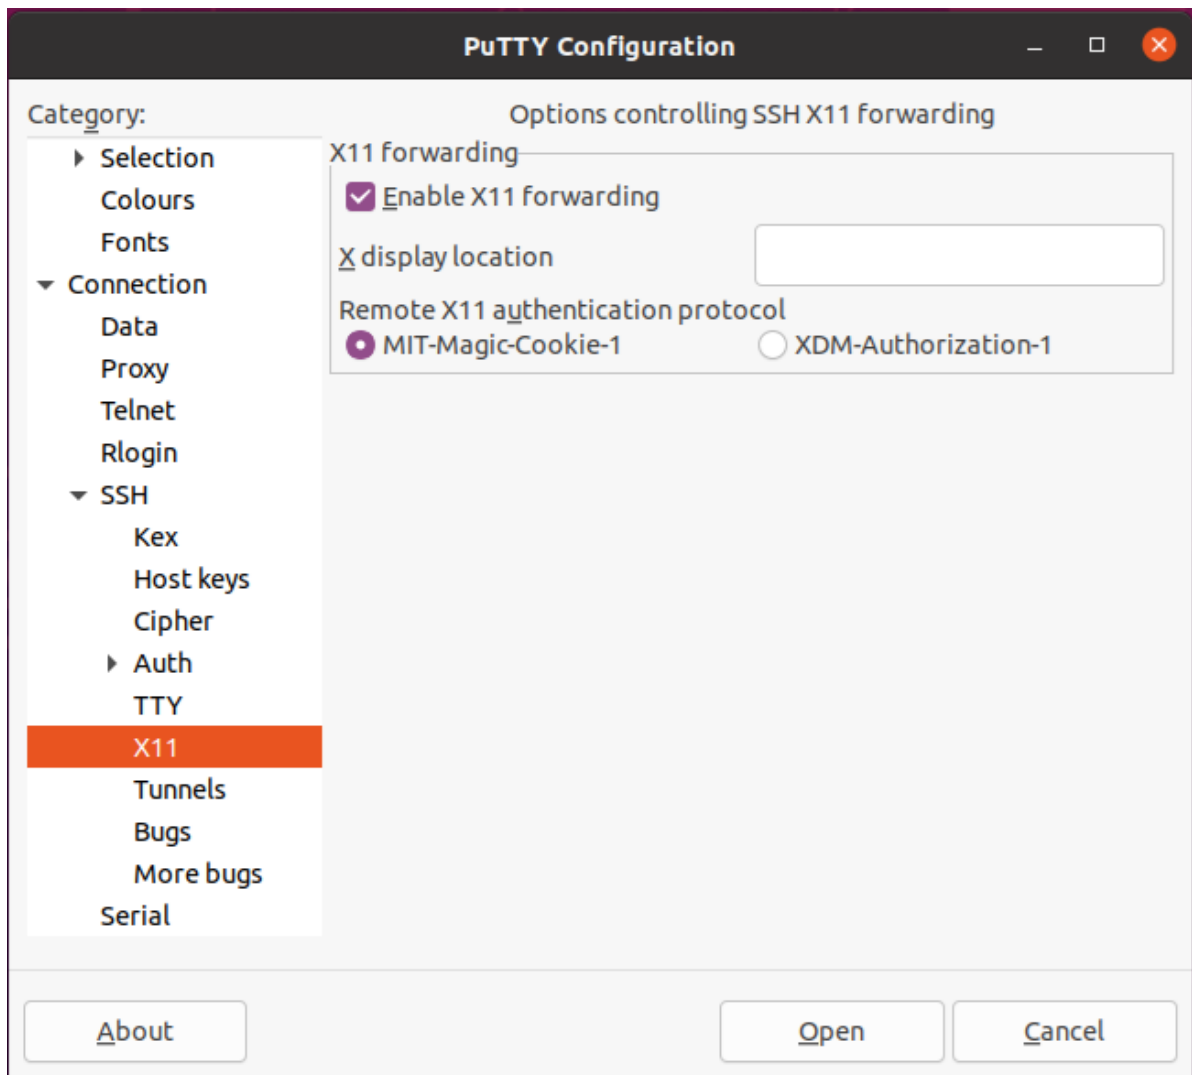 PuTTY Configuration
Category:
Selection
Colours
Fonts
Connection
Data
Proxy
Telnet
Rlogin
SSH
Kex
Host keys
Cipher
Auth
TTY
X11
Tunnels
Bugs
More bugs
Serial
Options controlling SSH X11 forwarding
X11 forwarding
Enable X11 forwarding
X display location
Remote X11 authentication protocol
MIT-Magic-Cookie-1 XDM-Authorization-1
About Open Cancel